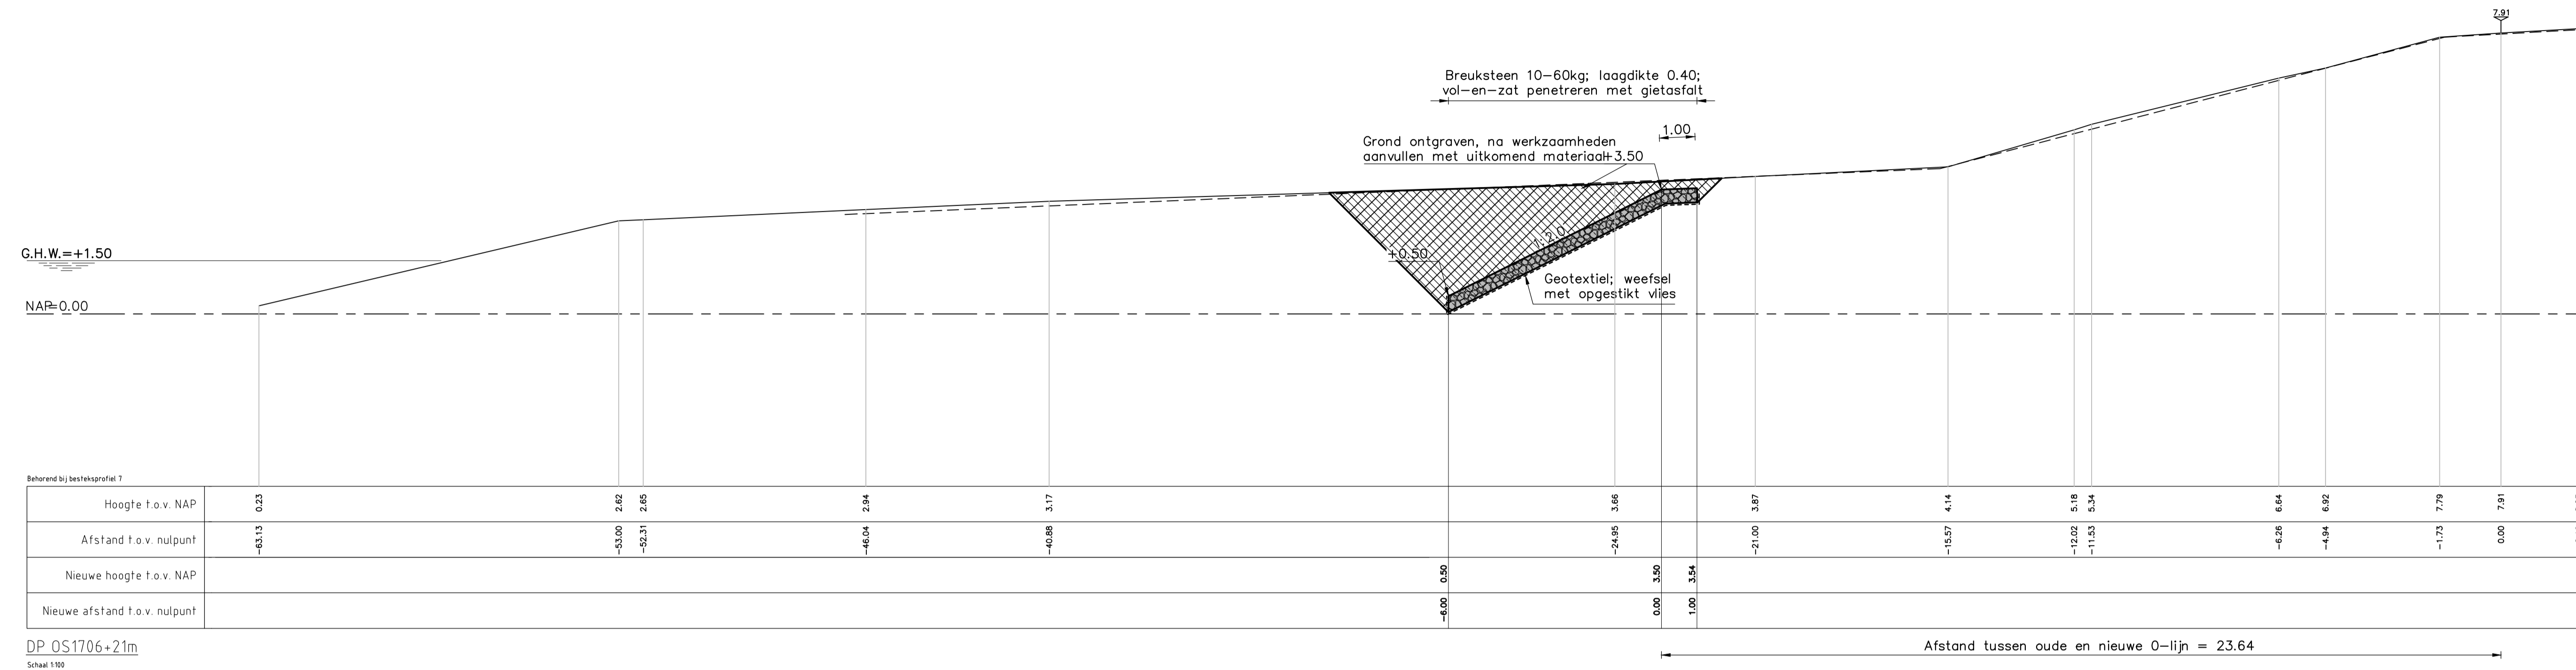 7.91
Breuksteen 10-60kg; laagdikte 0.40;
vol-en-zat penetreren met gietasfalt
1.00
Grond ontgraven, na werkzaamheden
aanvullen met uitkomend materiaal
+3.50
G.H.W.=+1.50
+0.50
1:2.0
Geotextiel; weefsel
met opgestikt vlies
NAP=0.00
Behorend bij besteksprofiel 7
Hoogte t.o.v. NAP 0.23 2.62 2.65 2.94 3.17 3.66 3.87 4.14 5.18 5.34 6.64 6.92 7.79 7.91
Afstand t.o.v. nulpunt -63.13 -53.00 -52.31 -46.04 -40.88 -24.95 -21.00 -15.57 -12.02 -11.53 -6.26 -4.94 -1.73 0.00
Nieuwe hoogte t.o.v. NAP 0.50 3.50 3.54
Nieuwe afstand t.o.v. nulpunt -6.00 0.00 1.00
DP OS1706+21m
Afstand tussen oude en nieuwe 0-lijn = 23.64
Schaal 1:100